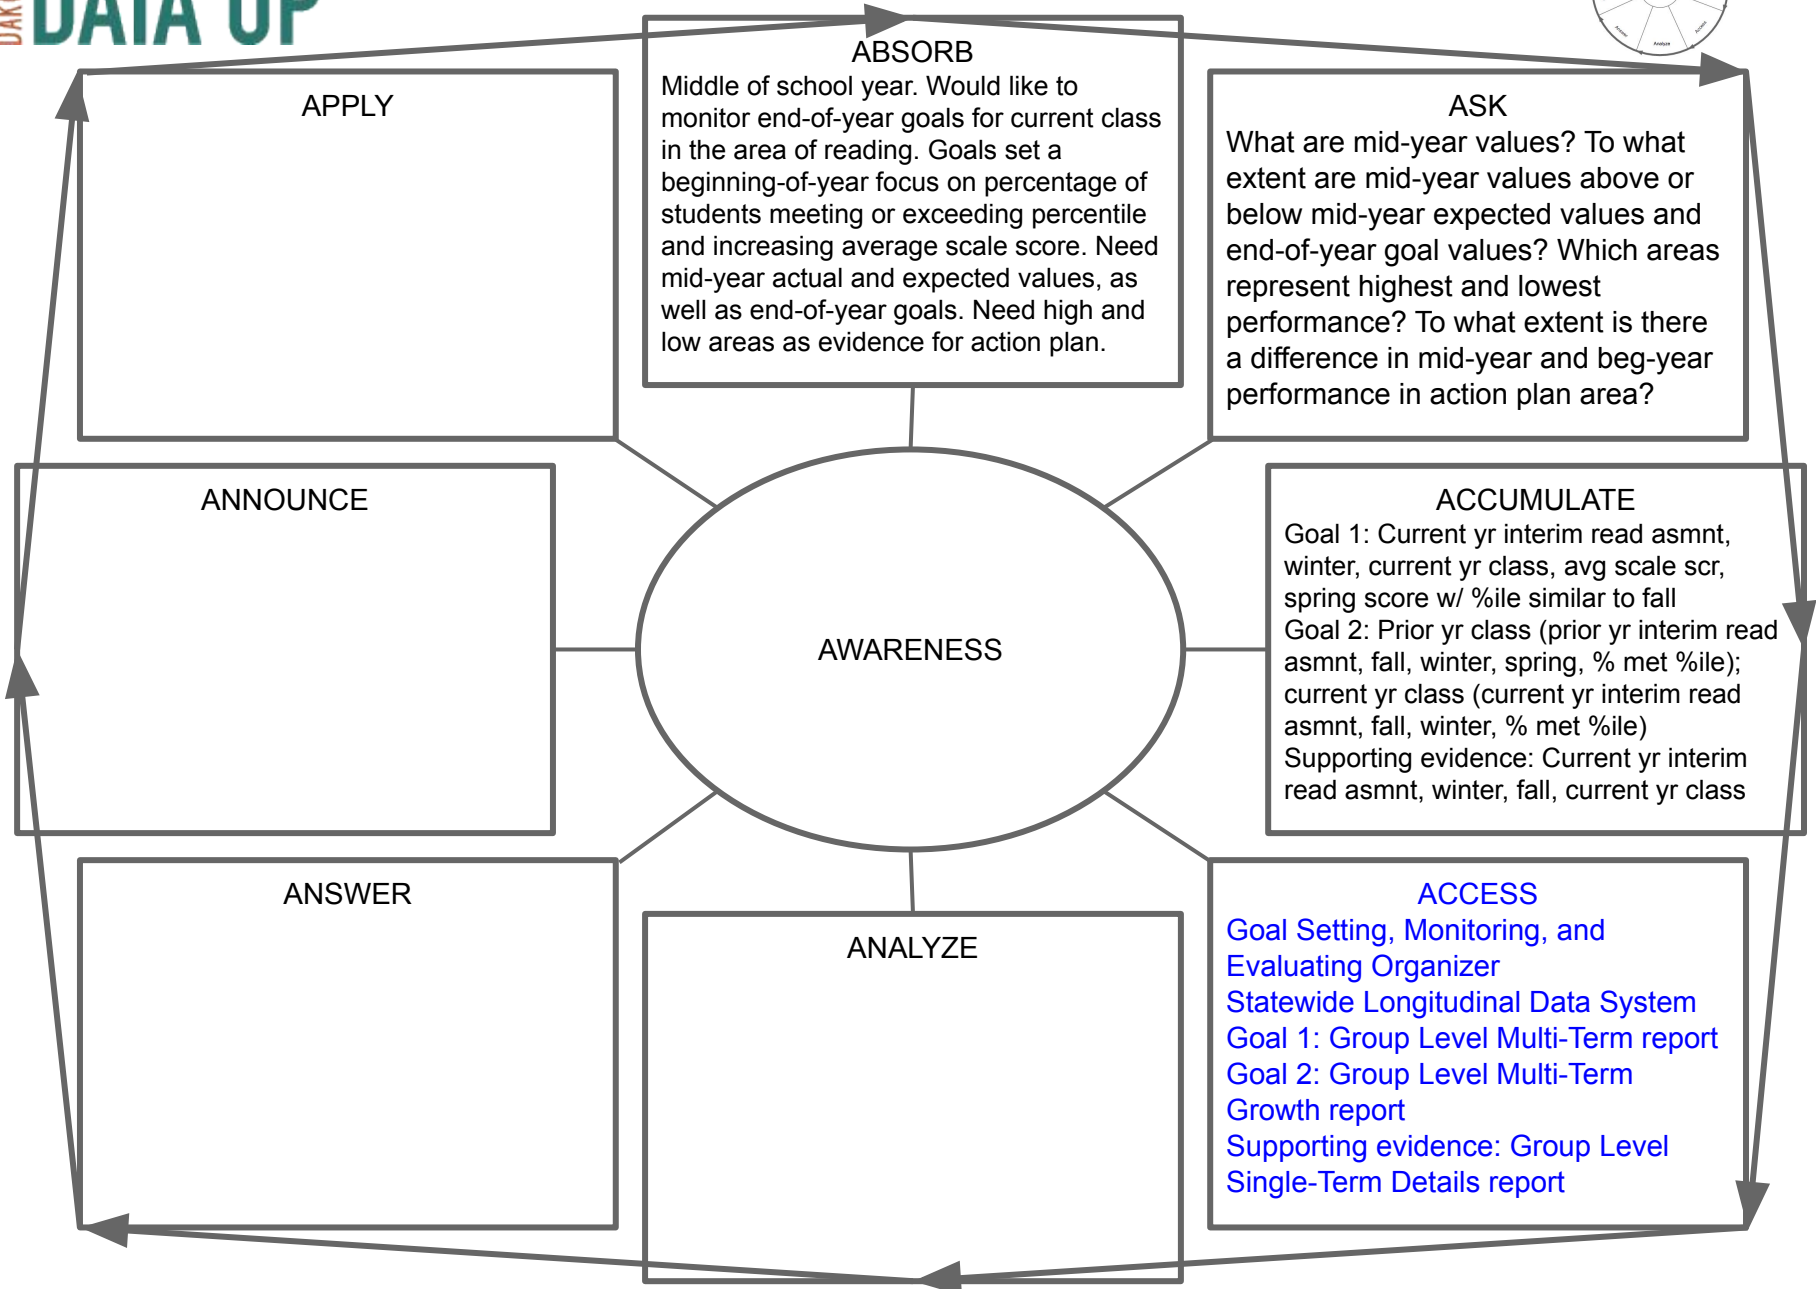 DAK
DATA UP
Answer
Analyze
Access
ABSORB
Middle of school year. Would like to
monitor end-of-year goals for current class
in the area of reading. Goals set a
beginning-of-year focus on percentage of
students meeting or exceeding percentile
and increasing average scale score. Need
mid-year actual and expected values, as
well as end-of-year goals. Need high and
low areas as evidence for action plan.
ASK
What are mid-year values? To what
extent are mid-year values above or
below mid-year expected values and
end-of-year goal values? Which areas
represent highest and lowest
performance? To what extent is there
a difference in mid-year and beg-year
performance in action plan area?
APPLY
ANNOUNCE
AWARENESS
ACCUMULATE
Goal 1: Current yr interim read asmnt,
winter, current yr class, avg scale scr,
spring score w/ %ile similar to fall
Goal 2: Prior yr class (prior yr interim read
asmnt, fall, winter, spring, % met %ile);
current yr class (current yr interim read
asmnt, fall, winter, % met %ile)
Supporting evidence: Current yr interim
read asmnt, winter, fall, current yr class
ANSWER
ANALYZE
ACCESS
Goal Setting, Monitoring, and
Evaluating Organizer
Statewide Longitudinal Data System
Goal 1: Group Level Multi-Term report
Goal 2: Group Level Multi-Term
Growth report
Supporting evidence: Group Level
Single-Term Details report